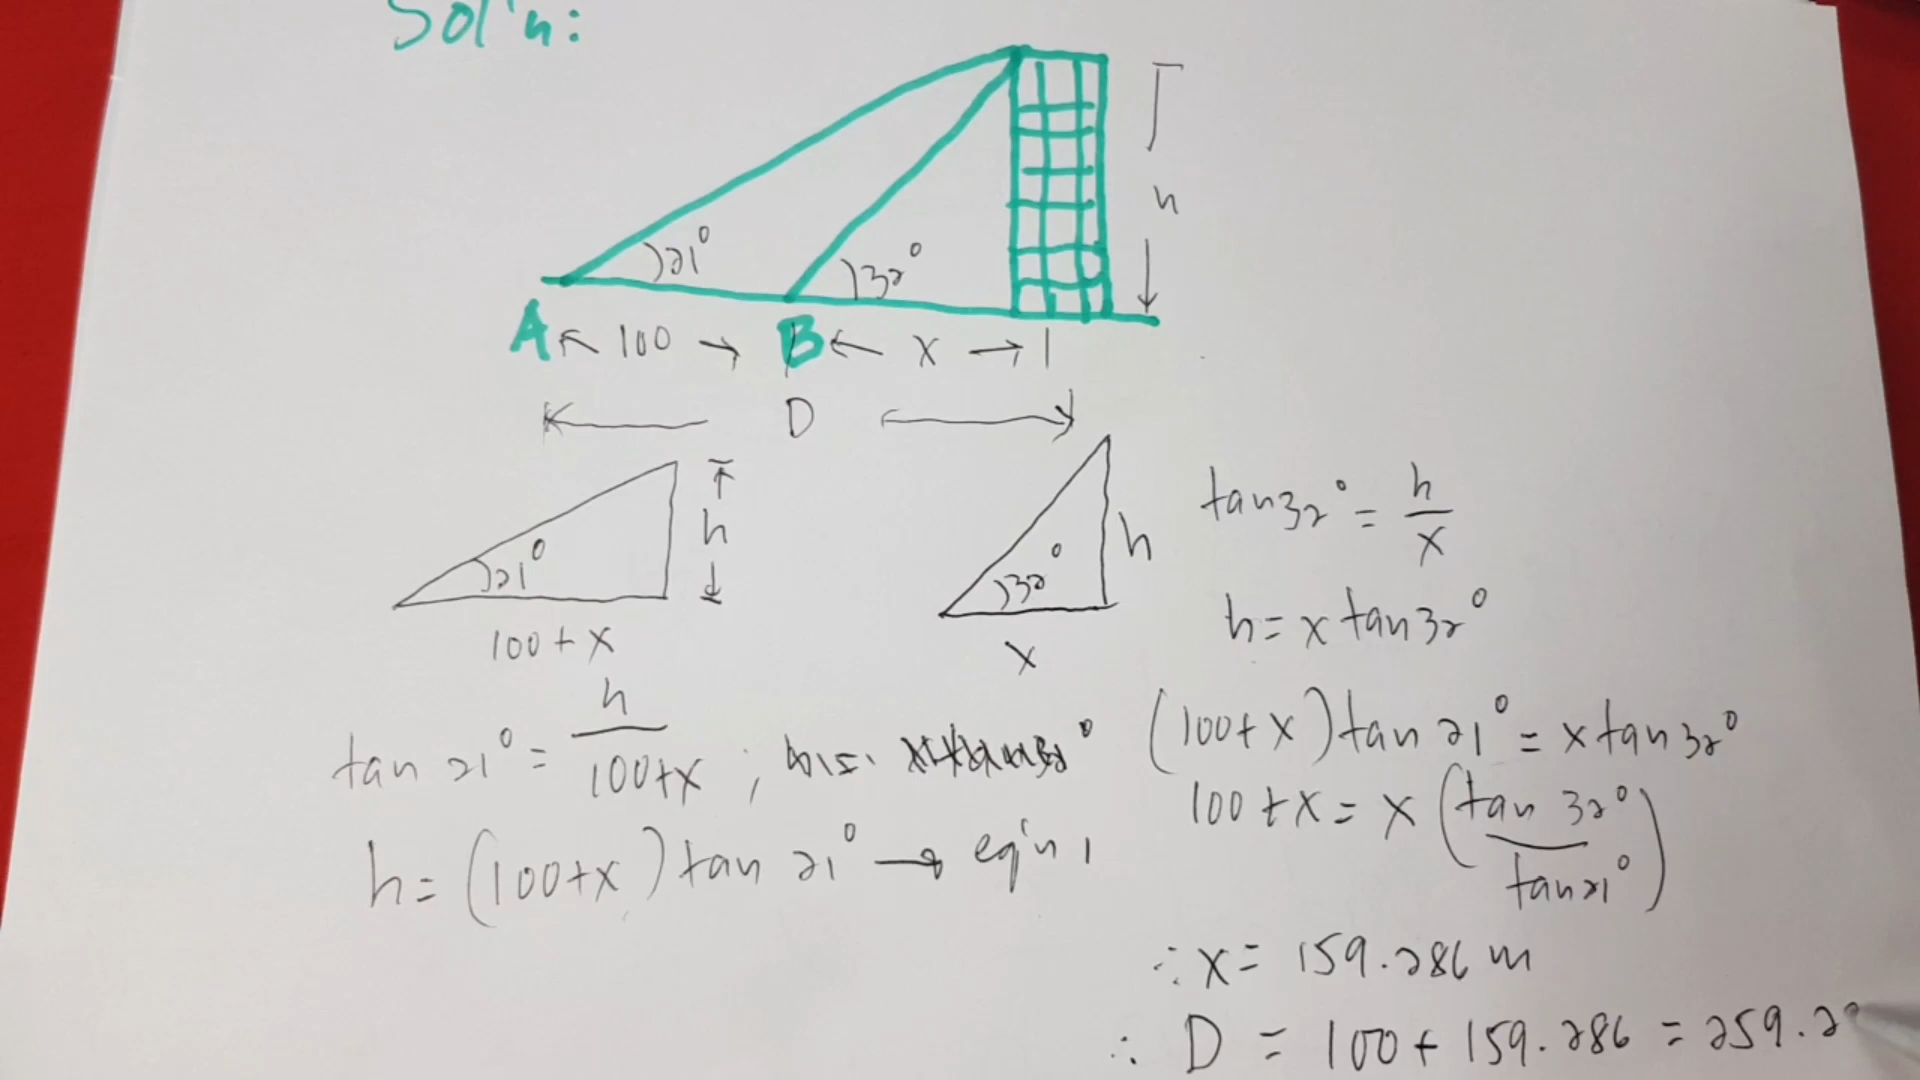 Sol'n:
h
21°
32°
A 100 B x
D
h
21°
100 + x
h
32°
x
tan 32° = h/x
h = x tan 32°
tan 21° = h/(100+x) ;
h = (100+x) tan 21° → eq'n 1
(100+x) tan 21° = x tan 32°
100 + x = x (tan 32°/tan 21°)
∴ x = 159.286 m
∴ D = 100 + 159.286 = 259.2